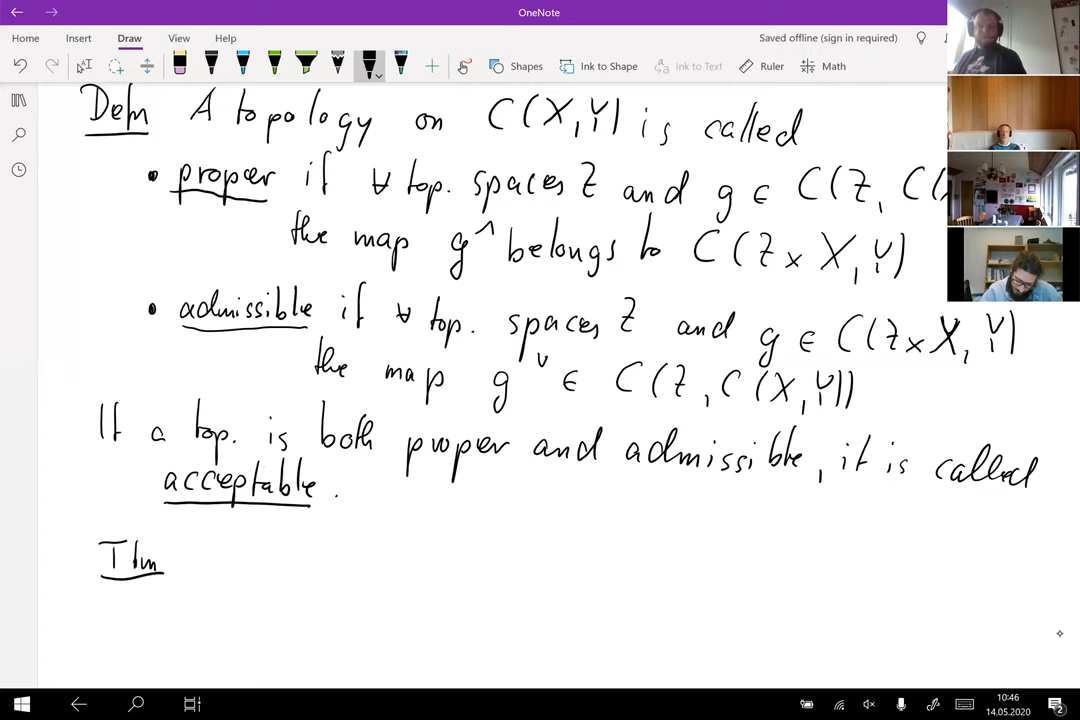 OneNote
Home Insert Draw View Help
Saved offline (sign in required)
Shapes Ink to Shape Ink to Text Ruler Math
Defn A topology on C(X,Y) is called
• proper if ∀ top. spaces Z and g ∈ C(Z, C(
the map g^ belongs to C(Z × X, Y)
• admissible if ∀ top. spaces Z and g ∈ C(Z × X, Y)
the map g^∨ ∈ C(Z, C(X,Y))
If a top. is both proper and admissible, it is called
acceptable.
Thm
10:46
14.05.2020
2